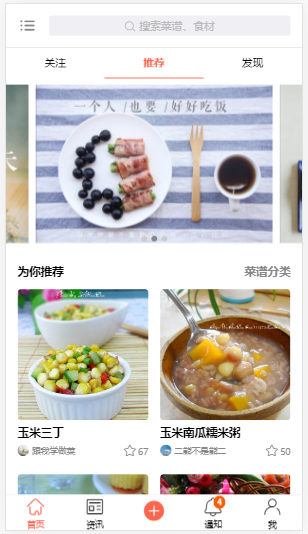 搜索菜谱、食材
关注 推荐 发现
一个人 / 也要 / 好好吃饭
为你推荐 菜谱分类
玉米三丁 玉米南瓜糯米粥
跟我学做菜 67 二能不是能二 50
首页 资讯 通知 4 我